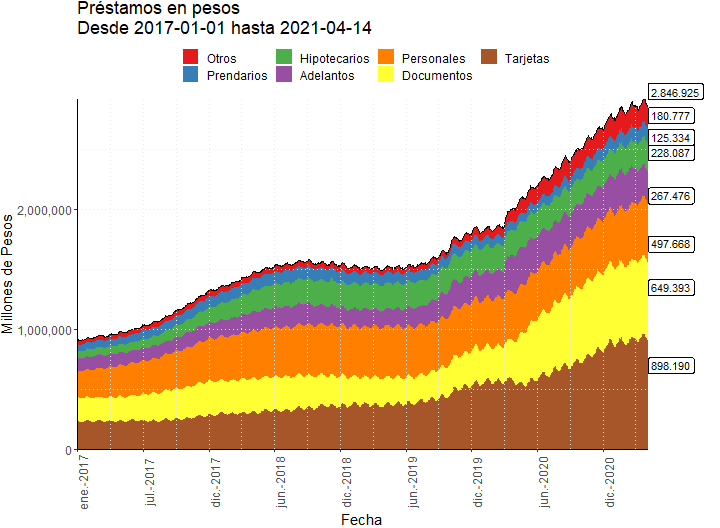 Préstamos en pesos
Desde 2017-01-01 hasta 2021-04-14
Otros Hipotecarios Personales Tarjetas
Prendarios Adelantos Documentos
2.846.925
180.777
125.334
228.087
267.476
497.668
649.393
898.190
2,000,000
1,000,000
0
Millones de Pesos
ene.-2017 jul.-2017 dic.-2017 jun.-2018 dic.-2018 jun.-2019 dic.-2019 jun.-2020 dic.-2020
Fecha